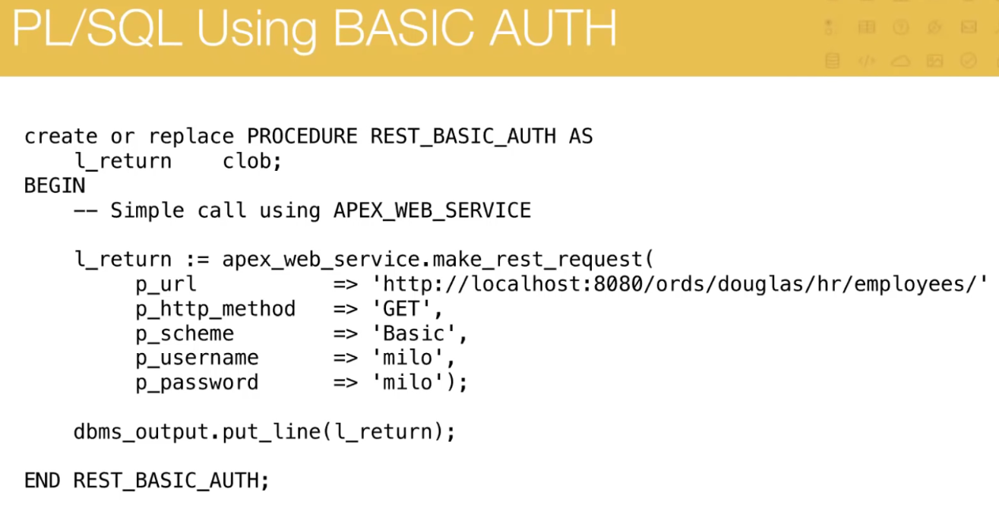 PL/SQL Using BASIC AUTH
create or replace PROCEDURE REST_BASIC_AUTH AS
    l_return    clob;
BEGIN
    -- Simple call using APEX_WEB_SERVICE
    l_return := apex_web_service.make_rest_request(
         p_url           => 'http://localhost:8080/ords/douglas/hr/employees/'
         p_http_method   => 'GET',
         p_scheme        => 'Basic',
         p_username      => 'milo',
         p_password      => 'milo');
    dbms_output.put_line(l_return);
END REST_BASIC_AUTH;